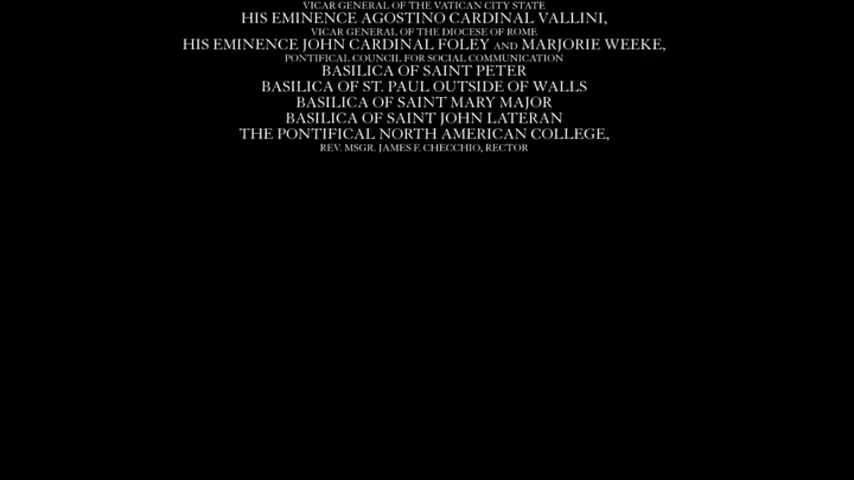 VICAR GENERAL OF THE VATICAN CITY STATE
HIS EMINENCE AGOSTINO CARDINAL VALLINI,
VICAR GENERAL OF THE DIOCESE OF ROME
HIS EMINENCE JOHN CARDINAL FOLEY AND MARJORIE WEEKE,
PONTIFICAL COUNCIL FOR SOCIAL COMMUNICATION
BASILICA OF SAINT PETER
BASILICA OF ST. PAUL OUTSIDE OF WALLS
BASILICA OF SAINT MARY MAJOR
BASILICA OF SAINT JOHN LATERAN
THE PONTIFICAL NORTH AMERICAN COLLEGE,
REV. MSGR. JAMES F. CHECCHIO, RECTOR